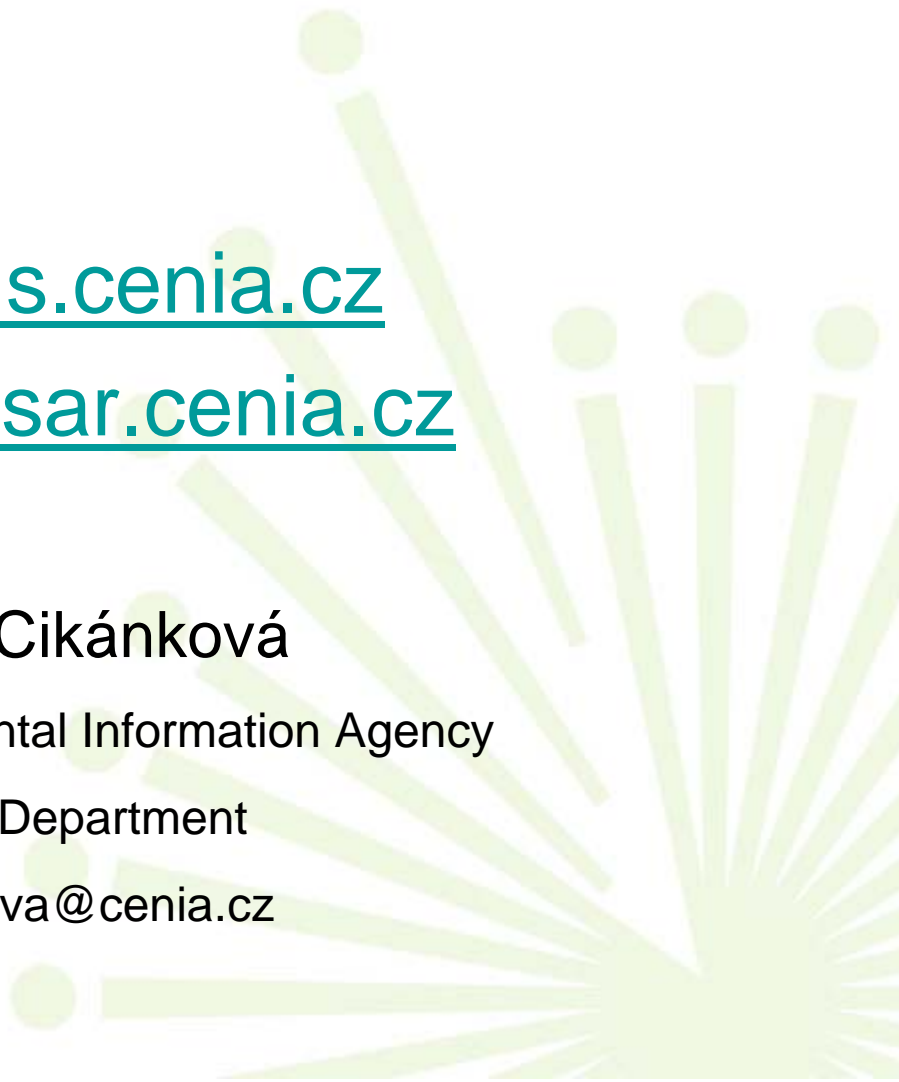 s.cenia.cz
sar.cenia.cz
Cikánková
ntal Information Agency
Department
va@cenia.cz